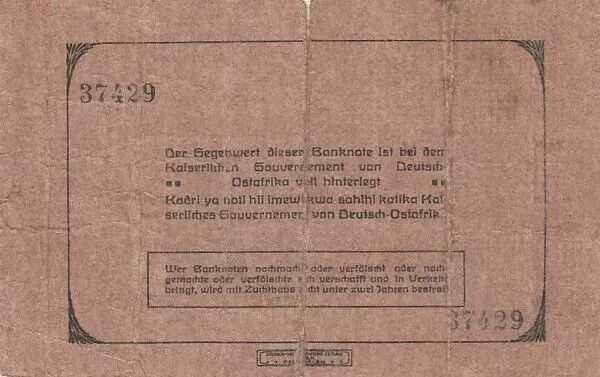 37429
Der Gegenwert dieser Banknote ist bei den
Kaiserlichen Gouvernement von Deutsch
Ostafrika voll hinterlegt
Kadri ya noti hii imewekwa sahihi katika Kai
serliches Gouvernement von Deutsch-Ostafrik
Wer Banknoten nachmacht oder verfälscht oder nach-
gemachte oder verfälschte sich verschafft und in Verkehr
bringt, wird mit Zuchthaus nicht unter zwei Jahren bestraft
37429